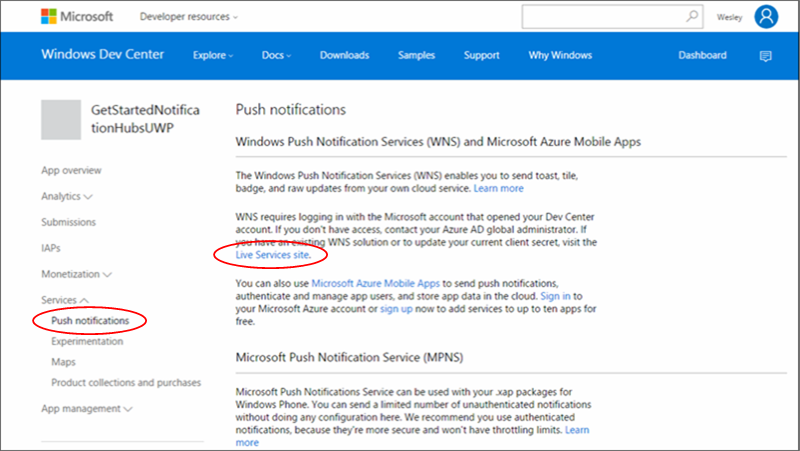 Microsoft Developer resources Wesley
Windows Dev Center Explore Docs Downloads Samples Support Why Windows Dashboard
GetStartedNotifica
tionHubsUWP
App overview
Analytics
Submissions
IAPs
Monetization
Services
Push notifications
Experimentation
Maps
Product collections and purchases
App management
Push notifications
Windows Push Notification Services (WNS) and Microsoft Azure Mobile Apps
The Windows Push Notification Services (WNS) enables you to send toast, tile,
badge, and raw updates from your own cloud service. Learn more
WNS requires logging in with the Microsoft account that opened your Dev Center
account. If you don't have access, contact your Azure AD global administrator. If
you have an existing WNS solution or to update your current client secret, visit the
Live Services site.
You can also use Microsoft Azure Mobile Apps to send push notifications,
authenticate and manage app users, and store app data in the cloud. Sign in to
your Microsoft Azure account or sign up now to add services to up to ten apps for
free.
Microsoft Push Notification Service (MPNS)
Microsoft Push Notifications Service can be used with your .xap packages for
Windows Phone. You can send a limited number of unauthenticated notifications
without doing any configuration here. We recommend you use authenticated
notifications, because they're more secure and won't have throttling limits. Learn
more